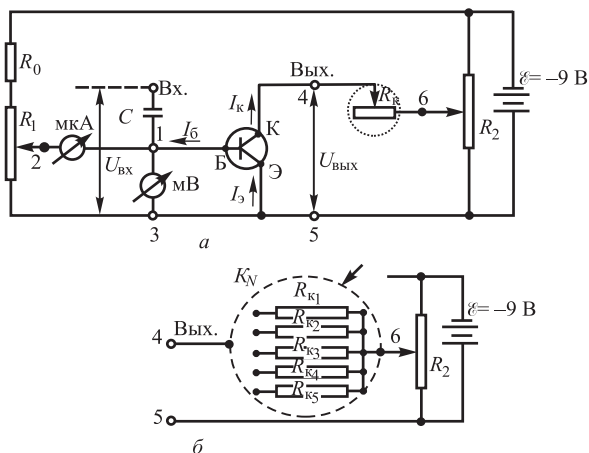 R0
R1
2
мкА
C
Вх.
1
Uвх
мВ
3
Iб
Iк
К
Б
Э
Iэ
Вых.
4
Uвых
5
Rк
6
R2
ℰ= –9 В
а
KN
Rк1
Rк2
Rк3
Rк4
Rк5
4 Вых.
5
6
R2
ℰ= –9 В
б